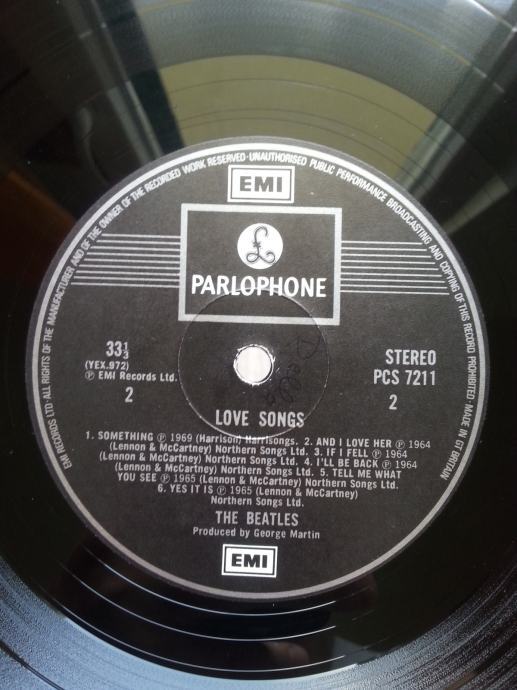 EMI RECORDS LTD·ALL RIGHTS OF THE MANUFACTURER AND OF THE OWNER OF THE RECORDED WORK RESERVED·UNAUTHORISED PUBLIC PERFORMANCE BROADCASTING AND COPYING OF THIS RECORD PROHIBITED·MADE IN GT BRITAIN
EMI
£
PARLOPHONE
33⅓
(YEX.972)
℗ EMI Records Ltd.
2
STEREO
PCS 7211
2
LOVE SONGS
1. SOMETHING ℗ 1969 (Harrison) Harrisongs. 2. AND I LOVE HER ℗ 1964
(Lennon & McCartney) Northern Songs Ltd. 3. IF I FELL ℗ 1964
(Lennon & McCartney) Northern Songs Ltd. 4. I'LL BE BACK ℗ 1964
(Lennon & McCartney) Northern Songs Ltd. 5. TELL ME WHAT
YOU SEE ℗ 1965 (Lennon & McCartney) Northern Songs Ltd.
6. YES IT IS ℗ 1965 (Lennon & McCartney)
Northern Songs Ltd.
THE BEATLES
Produced by George Martin
EMI